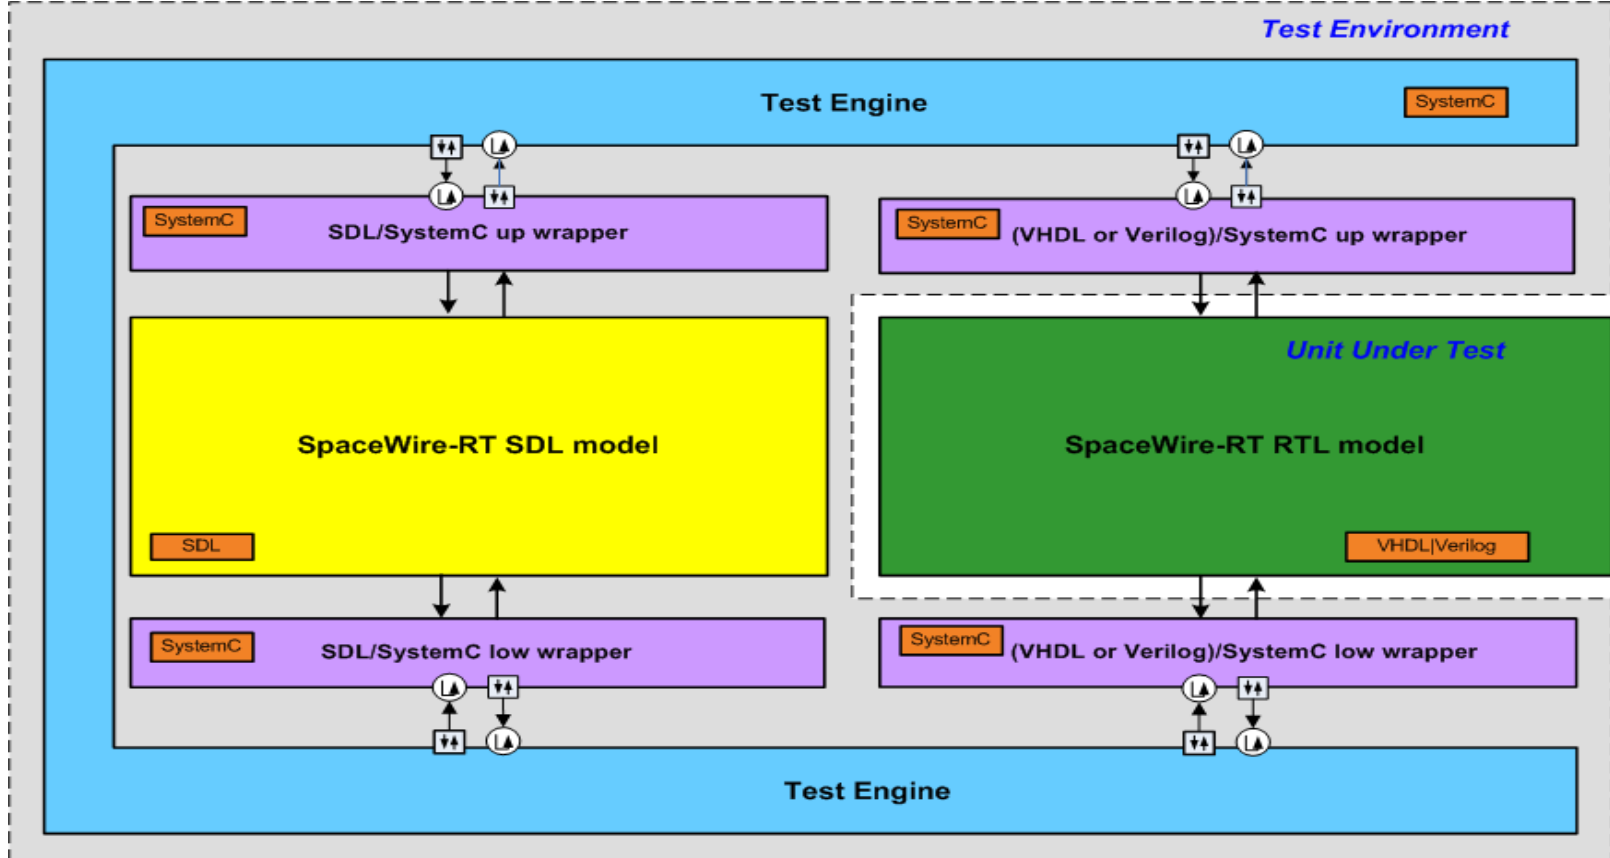 Test Environment
Test Engine
SystemC
SystemC
SDL/SystemC up wrapper
SystemC
(VHDL or Verilog)/SystemC up wrapper
Unit Under Test
SpaceWire-RT SDL model
SpaceWire-RT RTL model
SDL
VHDL|Verilog
SystemC
SDL/SystemC low wrapper
SystemC
(VHDL or Verilog)/SystemC low wrapper
Test Engine